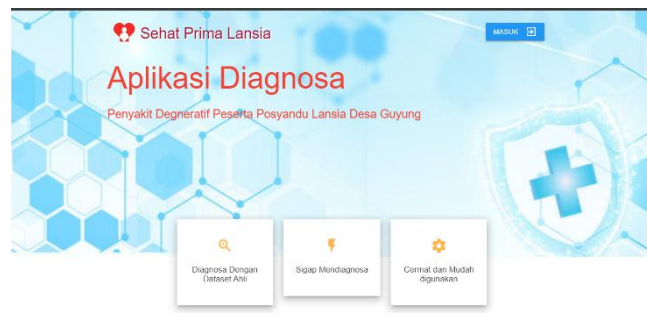 Sehat Prima Lansia
MASUK
Aplikasi Diagnosa
Penyakit Degneratif Peserta Posyandu Lansia Desa Guyung
Diagnosa Dengan
Dataset Ahli
Sigap Mendiagnosa
Cermat dan Mudah
digunakan